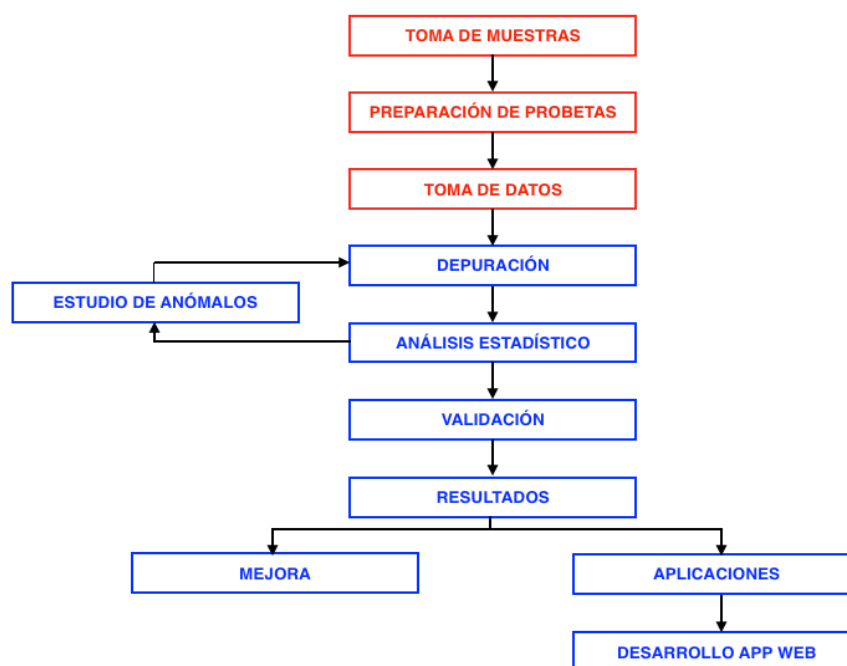 TOMA DE MUESTRAS
PREPARACIÓN DE PROBETAS
TOMA DE DATOS
DEPURACIÓN
ESTUDIO DE ANÓMALOS
ANÁLISIS ESTADÍSTICO
VALIDACIÓN
RESULTADOS
MEJORA
APLICACIONES
DESARROLLO APP WEB